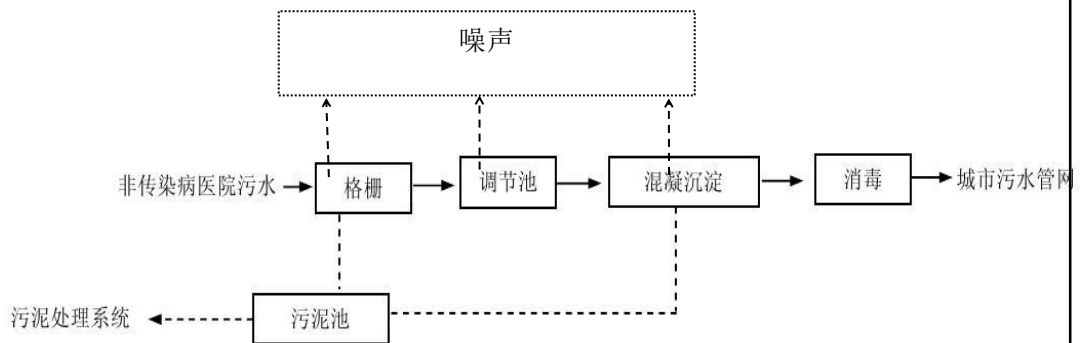 噪声
非传染病医院污水
格栅
调节池
混凝沉淀
消毒
城市污水管网
污泥处理系统
污泥池